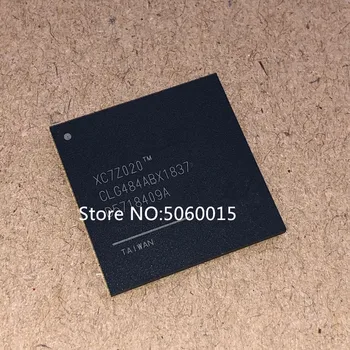 XC7Z020™
CLG484ABX1837
D5718409A
Store NO:5060015
TAIWAN